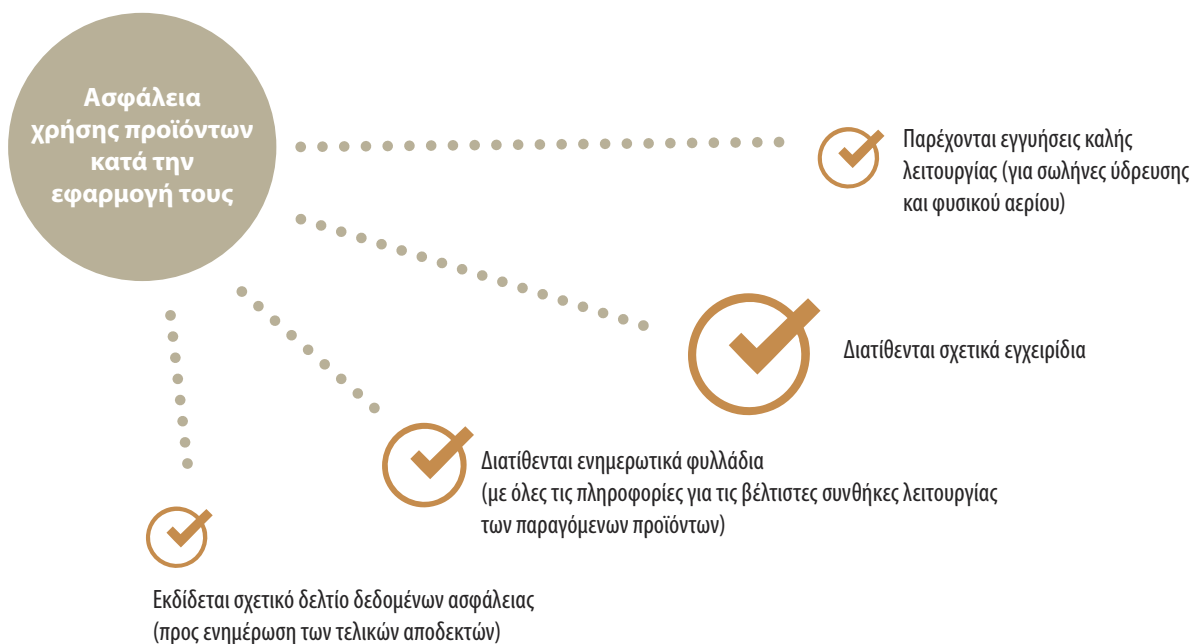 Ασφάλεια
χρήσης προϊόντων
κατά την
εφαρμογή τους
Παρέχονται εγγυήσεις καλής
λειτουργίας (για σωλήνες ύδρευσης
και φυσικού αερίου)
Διατίθενται σχετικά εγχειρίδια
Διατίθενται ενημερωτικά φυλλάδια
(με όλες τις πληροφορίες για τις βέλτιστες συνθήκες λειτουργίας
των παραγόμενων προϊόντων)
Εκδίδεται σχετικό δελτίο δεδομένων ασφάλειας
(προς ενημέρωση των τελικών αποδεκτών)